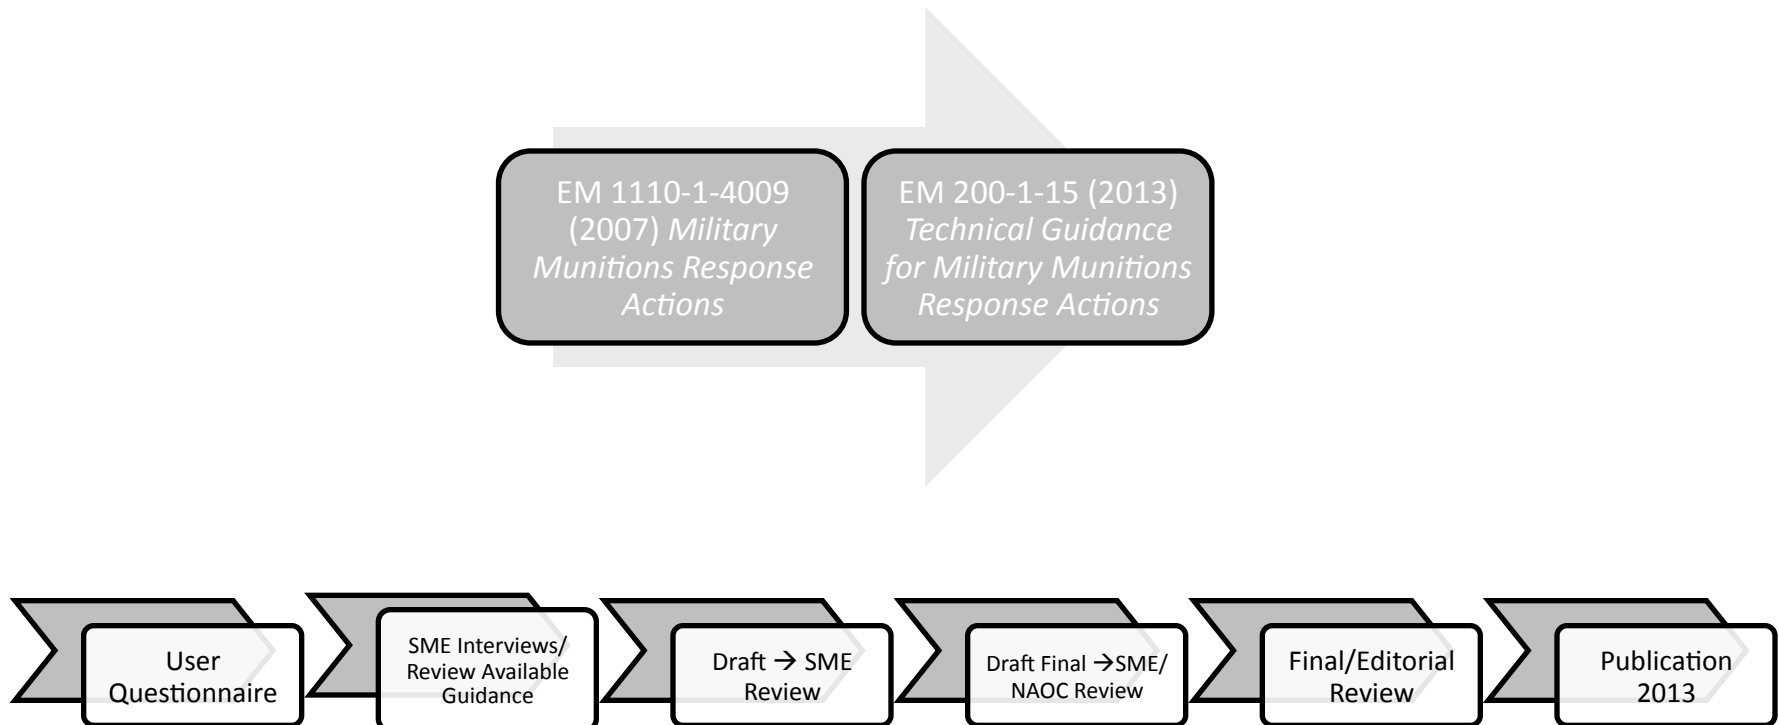 EM 1110-1-4009
(2007) Military
Munitions Response
Actions
EM 200-1-15 (2013)
Technical Guidance
for Military Munitions
Response Actions
User
Questionnaire
SME Interviews/
Review Available
Guidance
Draft → SME
Review
Draft Final →SME/
NAOC Review
Final/Editorial
Review
Publication
2013